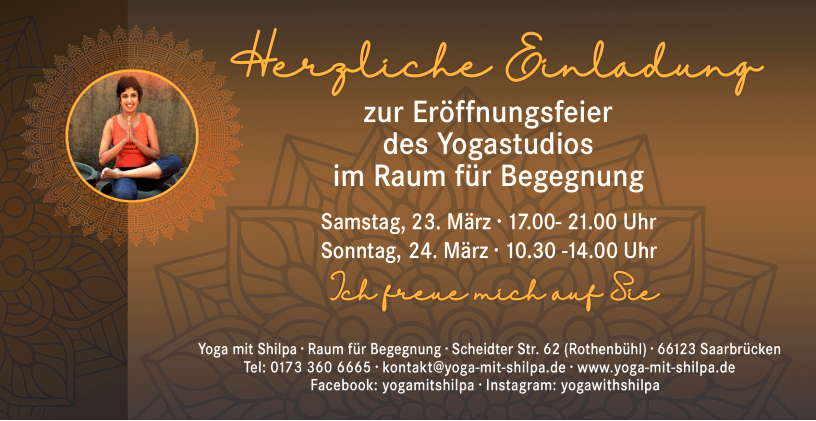 Herzliche Einladung
zur Eröffnungsfeier
des Yogastudios
im Raum für Begegnung
Samstag, 23. März · 17.00- 21.00 Uhr
Sonntag, 24. März · 10.30 -14.00 Uhr
Ich freue mich auf Sie
Yoga mit Shilpa · Raum für Begegnung · Scheidter Str. 62 (Rothenbühl) · 66123 Saarbrücken
Tel: 0173 360 6665 · kontakt@yoga-mit-shilpa.de · www.yoga-mit-shilpa.de
Facebook: yogamitshilpa · Instagram: yogawithshilpa